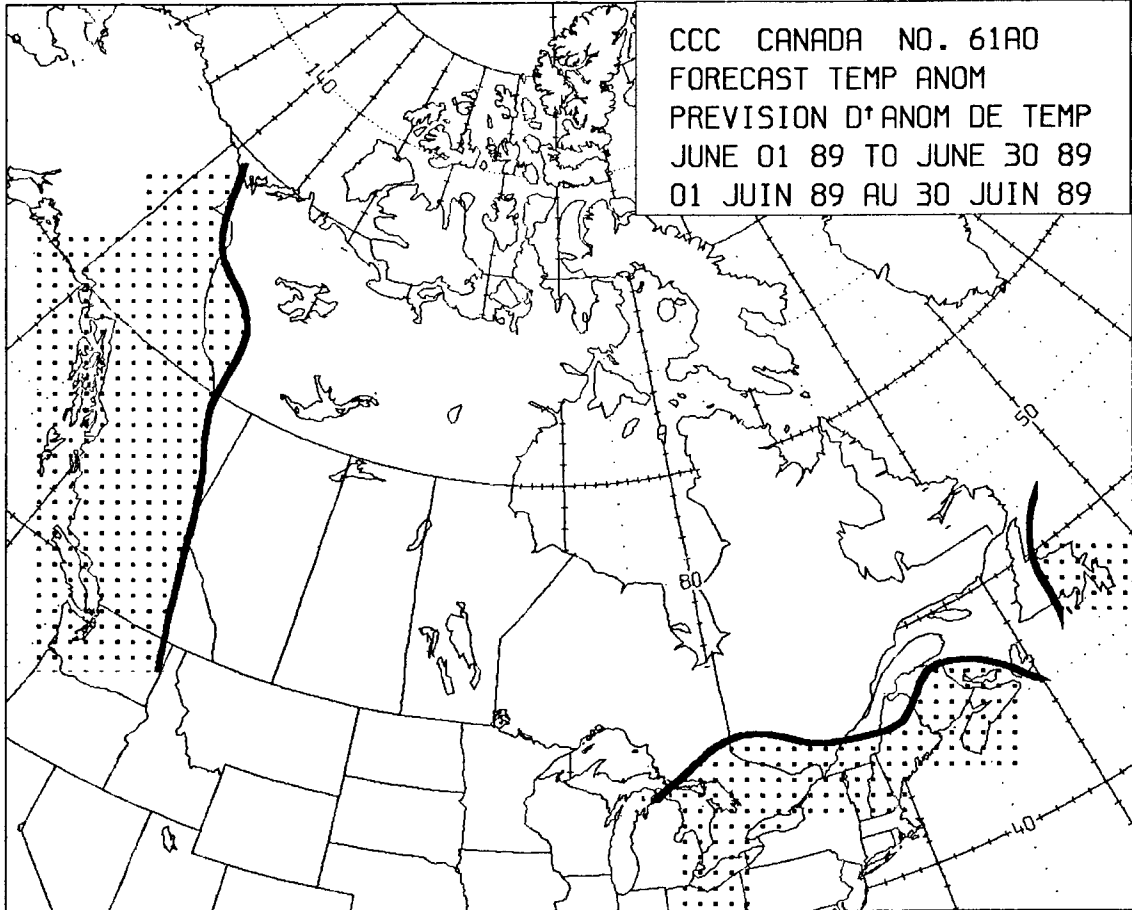 CCC CANADA NO. 61AO
FORECAST TEMP ANOM
PREVISION D'ANOM DE TEMP
JUNE 01 89 TO JUNE 30 89
01 JUIN 89 AU 30 JUIN 89
140
50
80
40